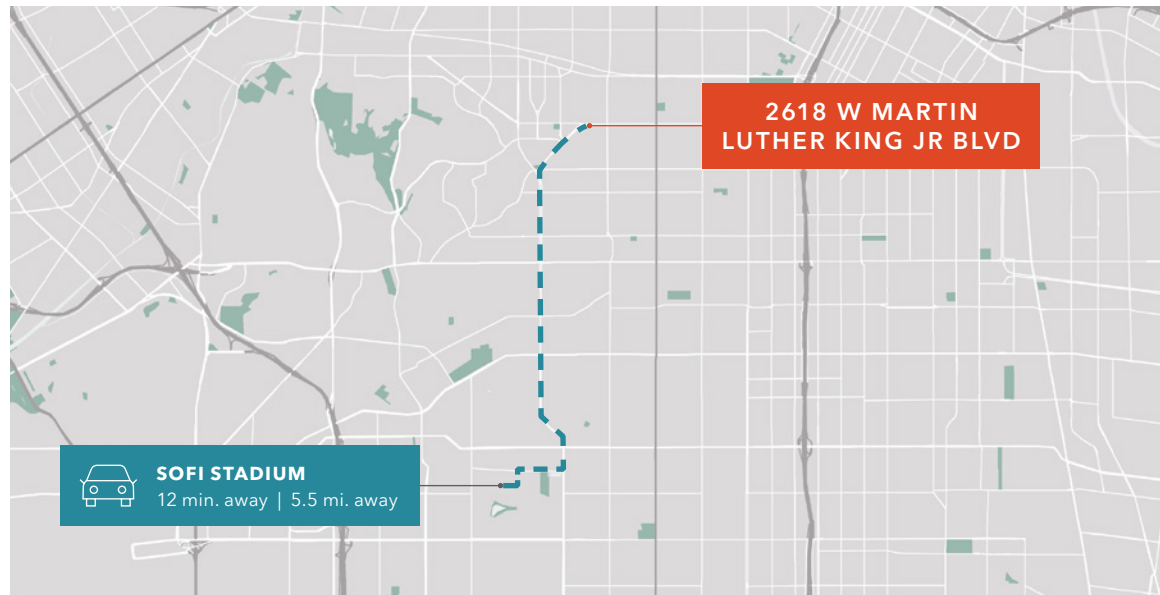 2618 W MARTIN
LUTHER KING JR BLVD
SOFI STADIUM
12 min. away | 5.5 mi. away